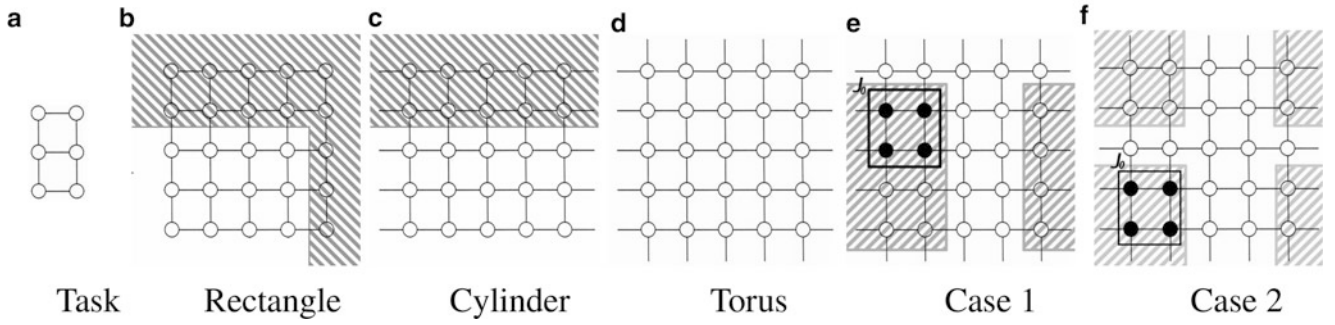 a b c d e f
J₀ J₀
Task Rectangle Cylinder Torus Case 1 Case 2